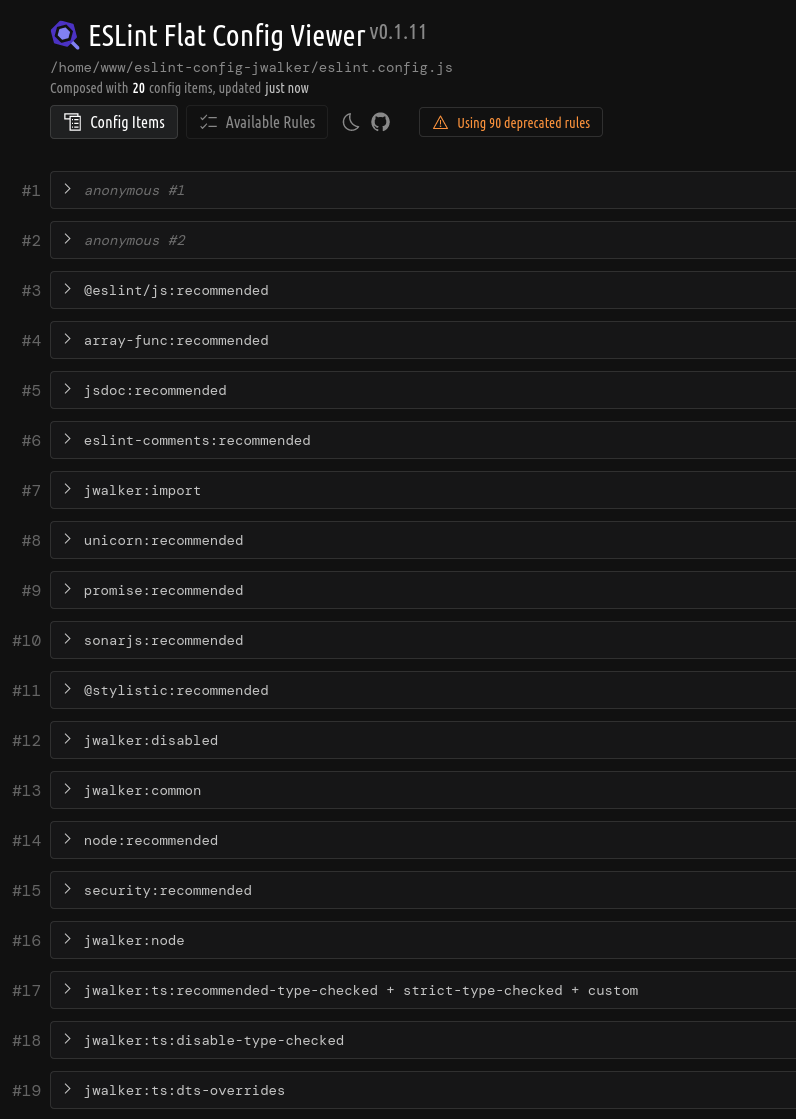 ESLint Flat Config Viewer v0.1.11
/home/www/eslint-config-jwalker/eslint.config.js
Composed with 20 config items, updated just now
Config Items Available Rules Using 90 deprecated rules
#1 anonymous #1
#2 anonymous #2
#3 @eslint/js:recommended
#4 array-func:recommended
#5 jsdoc:recommended
#6 eslint-comments:recommended
#7 jwalker:import
#8 unicorn:recommended
#9 promise:recommended
#10 sonarjs:recommended
#11 @stylistic:recommended
#12 jwalker:disabled
#13 jwalker:common
#14 node:recommended
#15 security:recommended
#16 jwalker:node
#17 jwalker:ts:recommended-type-checked + strict-type-checked + custom
#18 jwalker:ts:disable-type-checked
#19 jwalker:ts:dts-overrides